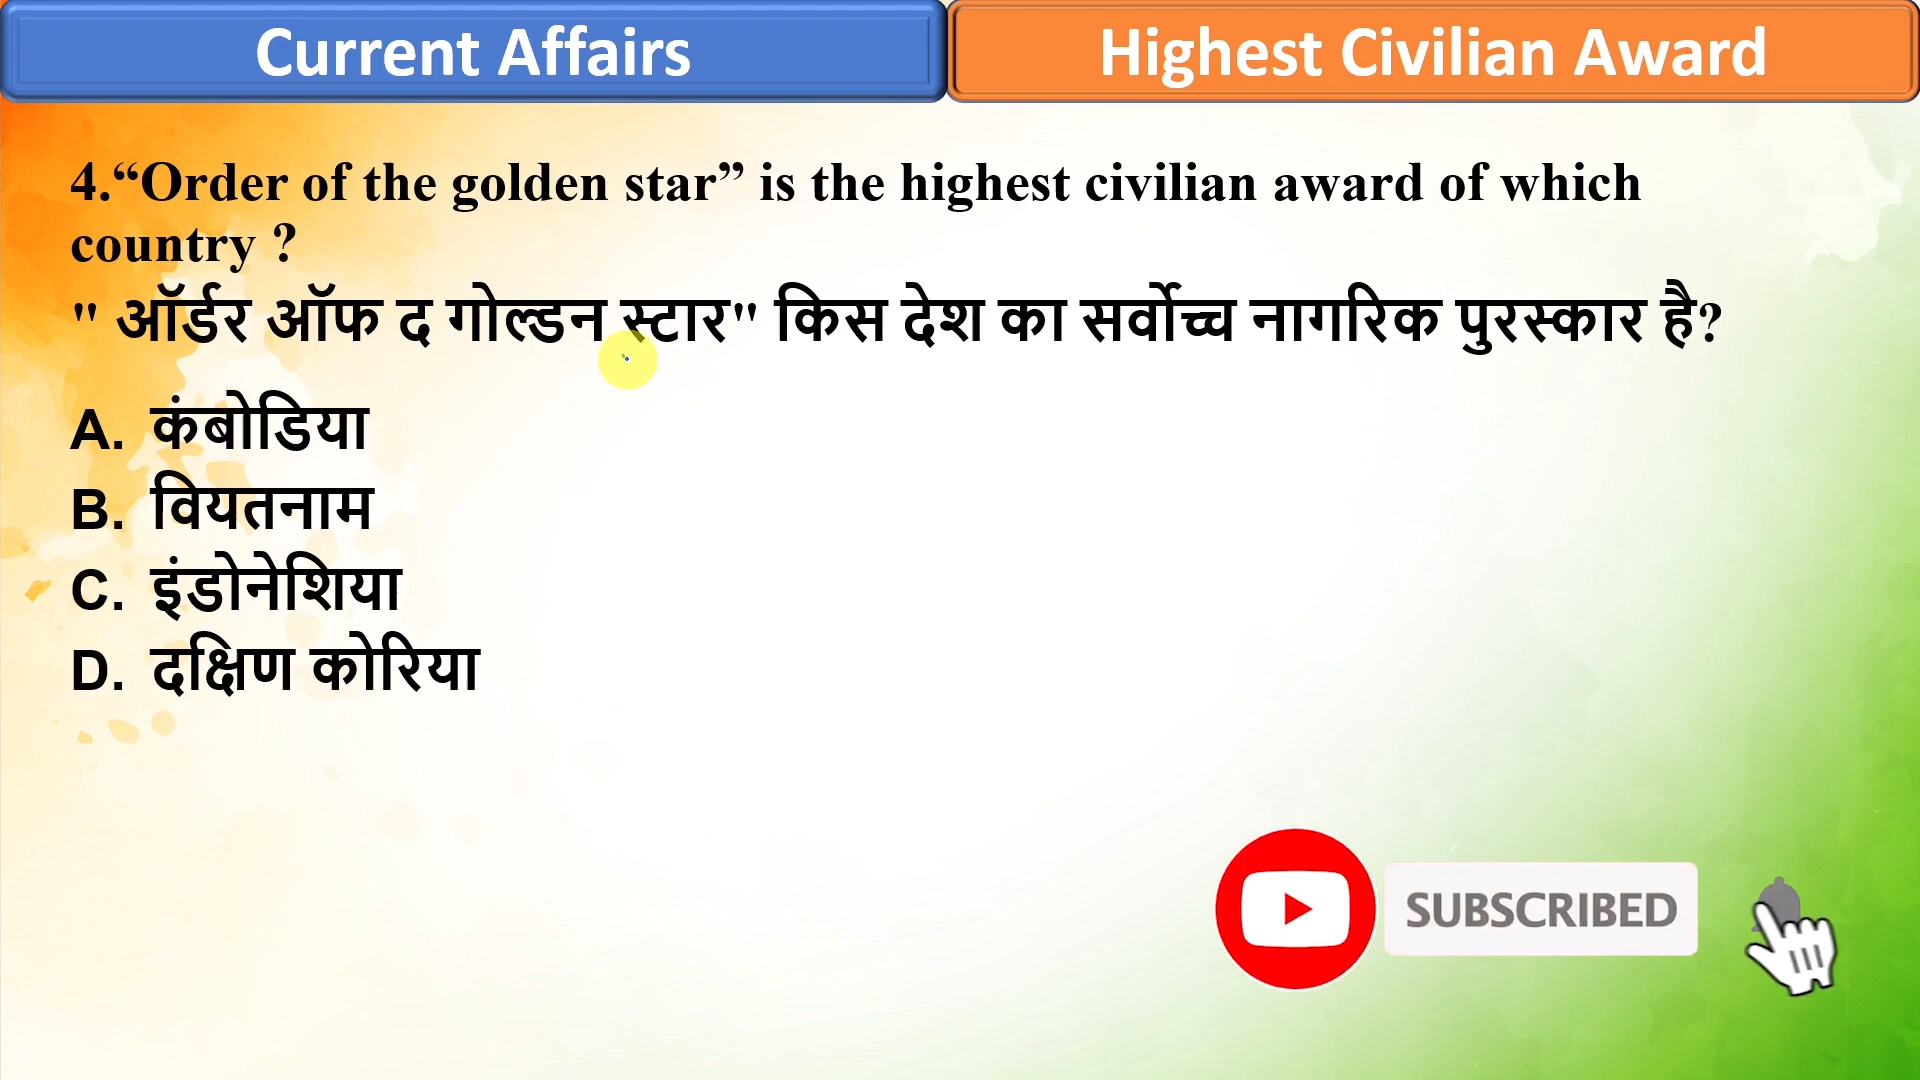 Current Affairs
Highest Civilian Award
4.“Order of the golden star” is the highest civilian award of which
country ?
" ऑर्डर ऑफ द गोल्डन स्टार" किस देश का सर्वोच्च नागरिक पुरस्कार है?
A. कंबोडिया
B. वियतनाम
C. इंडोनेशिया
D. दक्षिण कोरिया
SUBSCRIBED